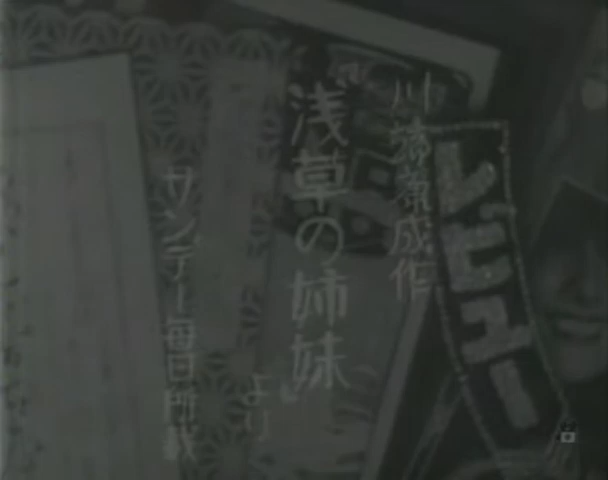 レビュー
川端康成作
『浅草の姉妹』
より
サンデー毎日所載